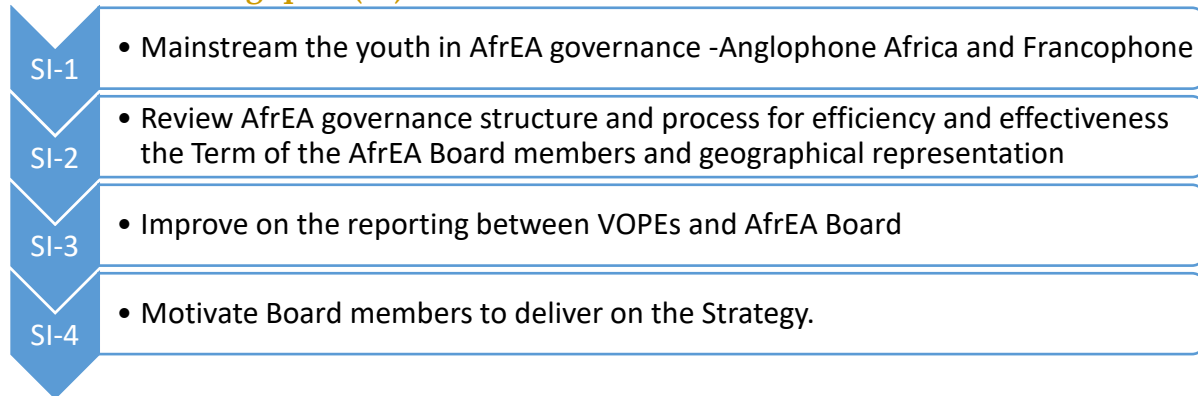 SI-1
• Mainstream the youth in AfrEA governance -Anglophone Africa and Francophone
SI-2
• Review AfrEA governance structure and process for efficiency and effectiveness
the Term of the AfrEA Board members and geographical representation
SI-3
• Improve on the reporting between VOPEs and AfrEA Board
SI-4
• Motivate Board members to deliver on the Strategy.